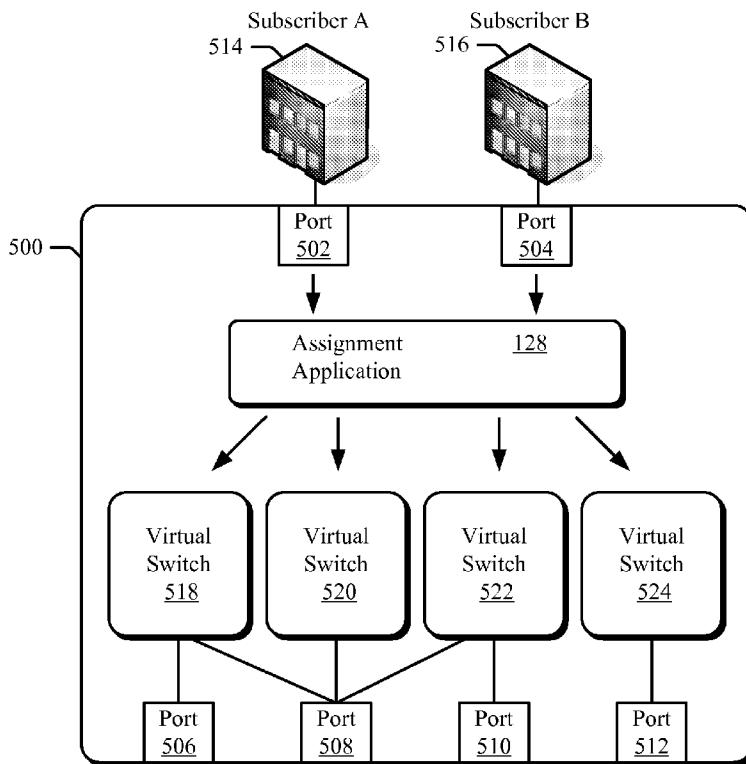 Subscriber A
Subscriber B
514
516
500
Port
502
Port
504
Assignment
Application
128
Virtual
Switch
518
Virtual
Switch
520
Virtual
Switch
522
Virtual
Switch
524
Port
506
Port
508
Port
510
Port
512